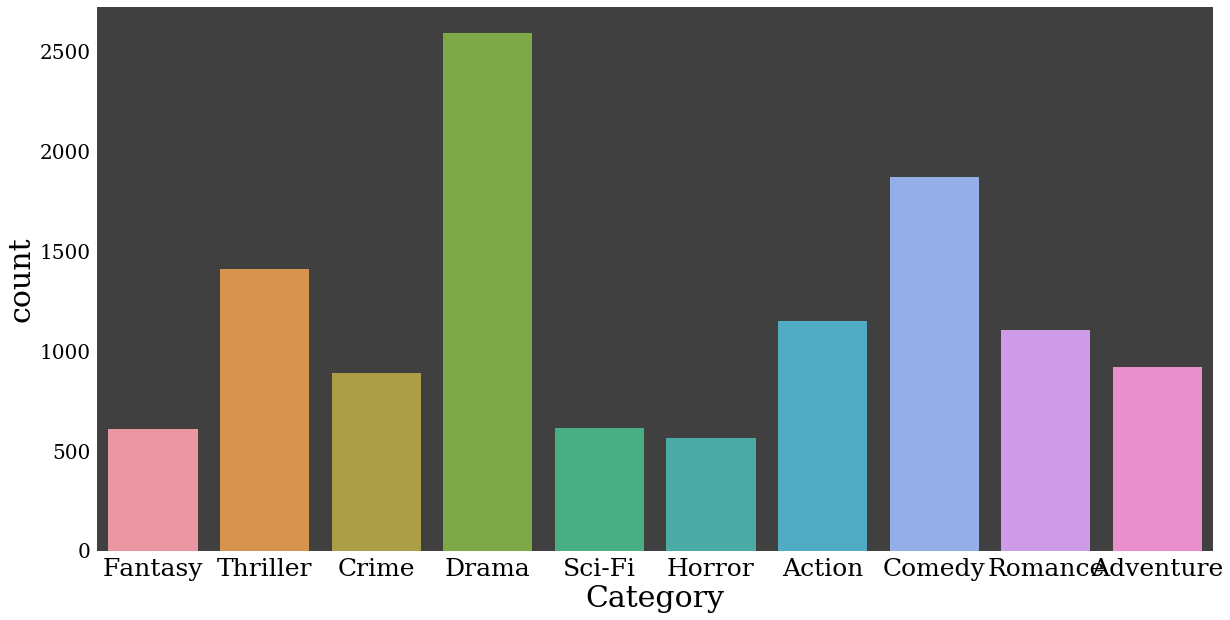 2500
2000
1500
1000
500
0
count
Fantasy Thriller Crime Drama Sci-Fi Horror Action Comedy Romance Adventure
Category